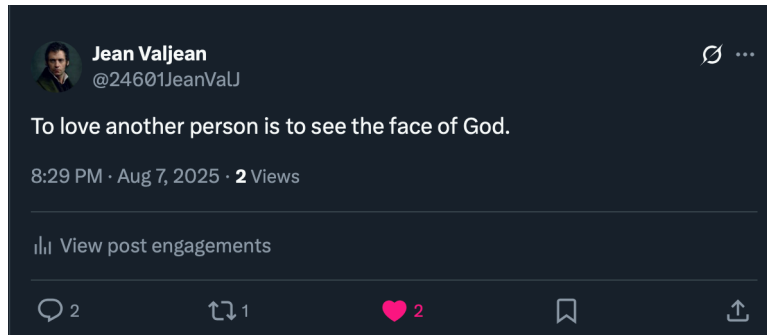 Jean Valjean
@24601JeanValJ
To love another person is to see the face of God.
8:29 PM · Aug 7, 2025 · 2 Views
View post engagements
2
1
2